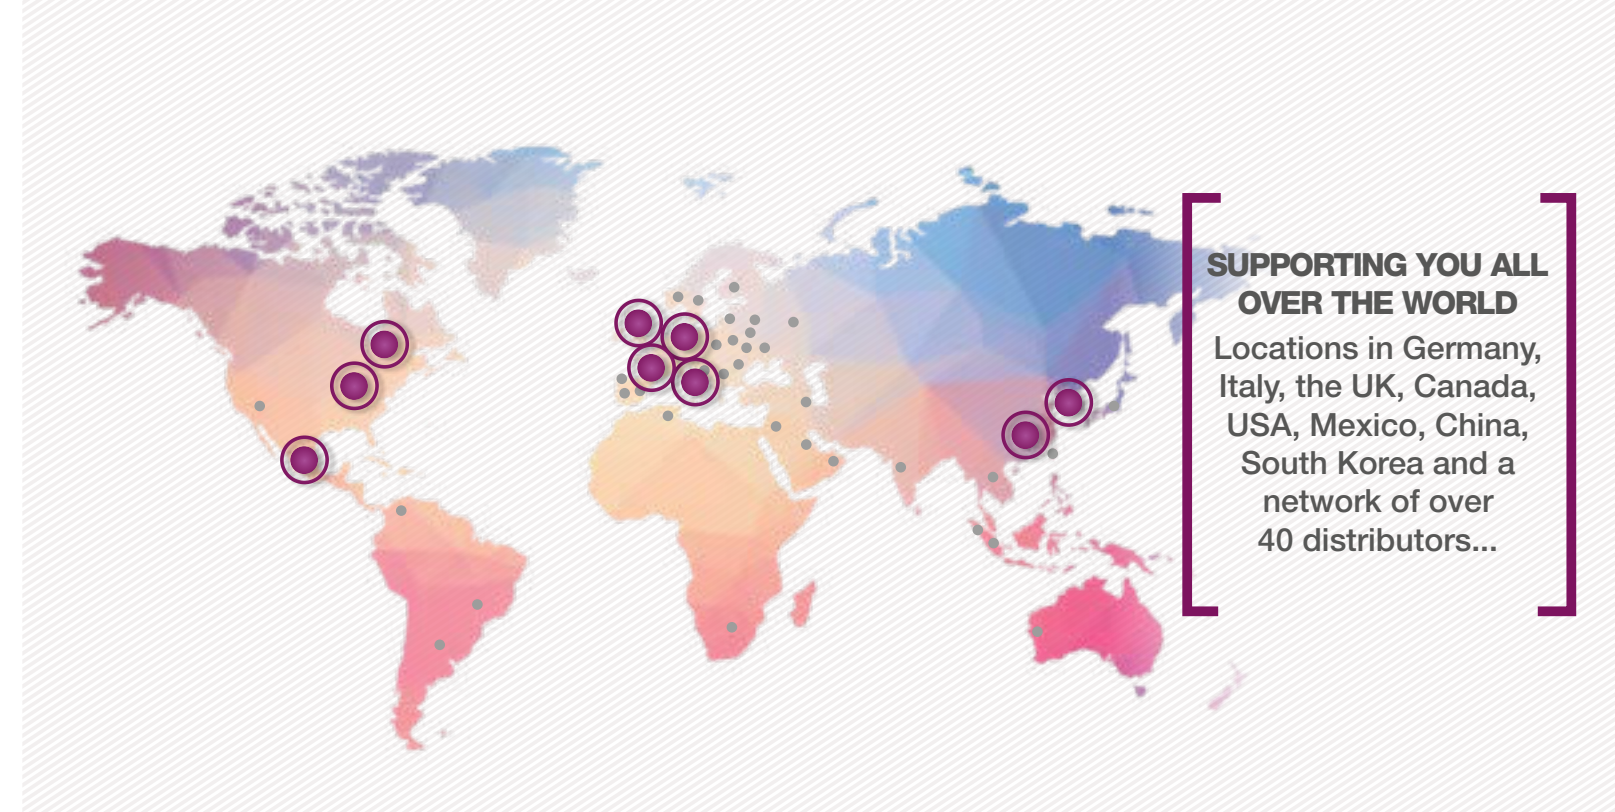 SUPPORTING YOU ALL
OVER THE WORLD
Locations in Germany,
Italy, the UK, Canada,
USA, Mexico, China,
South Korea and a
network of over
40 distributors...